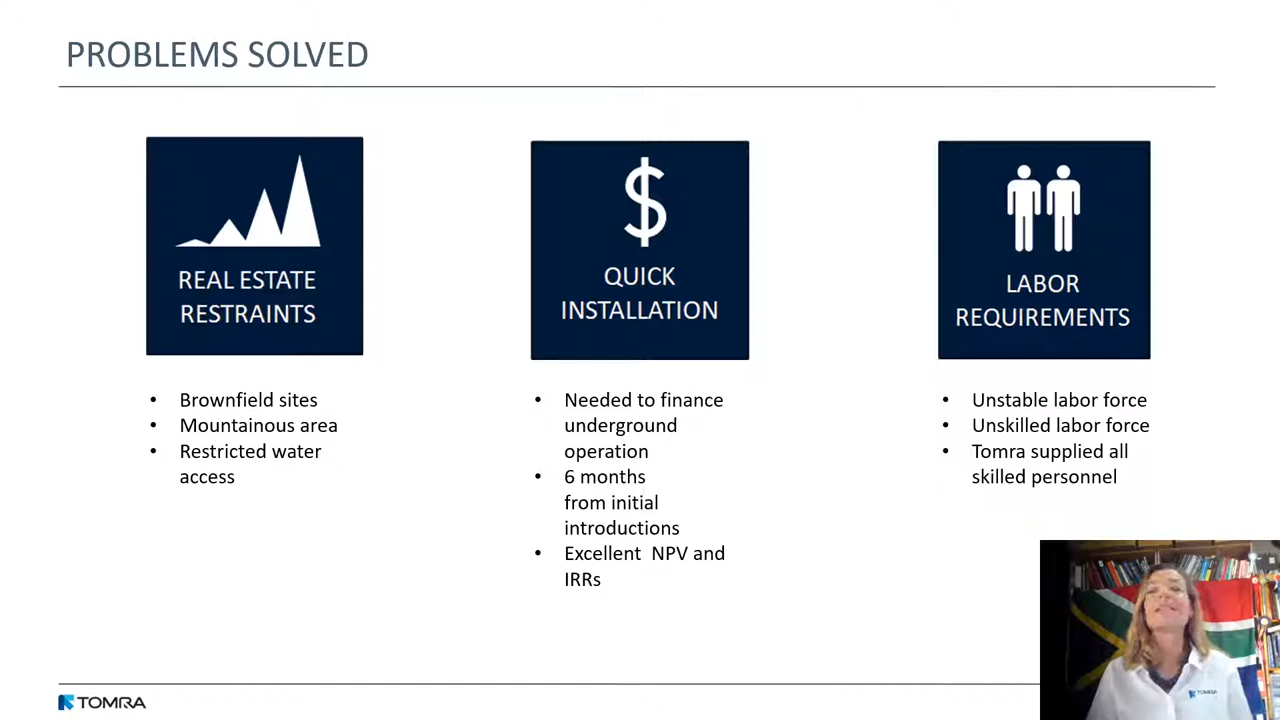 PROBLEMS SOLVED
REAL ESTATE
RESTRAINTS
• Brownfield sites
• Mountainous area
• Restricted water
access
QUICK
INSTALLATION
• Needed to finance
underground
operation
• 6 months
from initial
introductions
• Excellent NPV and
IRRs
LABOR
REQUIREMENTS
• Unstable labor force
• Unskilled labor force
• Tomra supplied all
skilled personnel
TOMRA
TOMRA